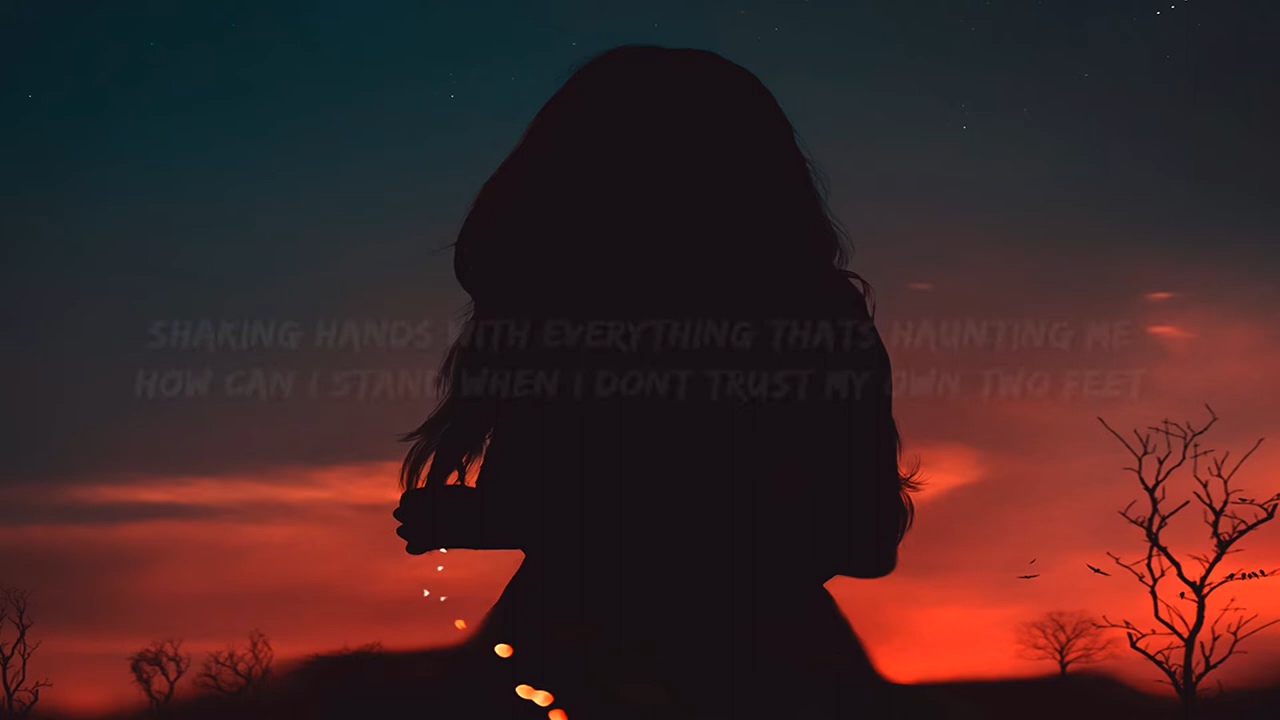 SHAKING HANDS WITH EVERYTHING THATS HAUNTING ME
HOW CAN I STAND WHEN I DONT TRUST MY OWN TWO FEET